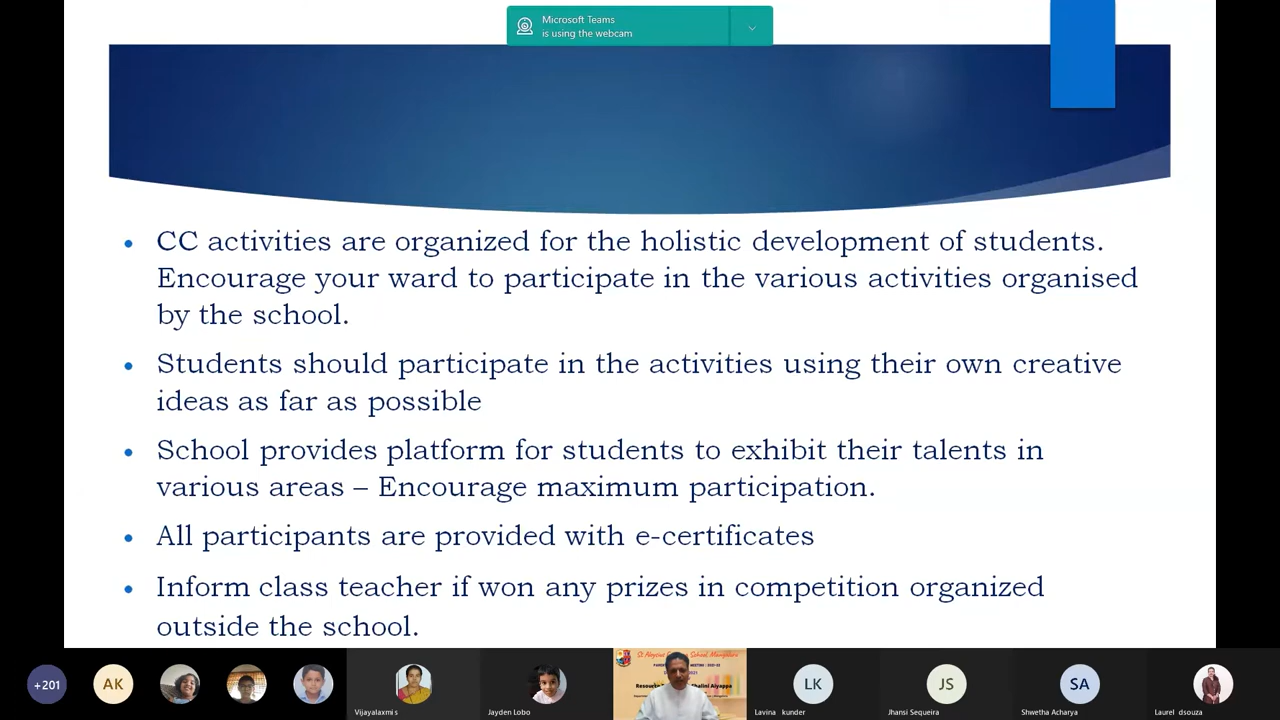 Microsoft Teams
is using the webcam
CC activities are organized for the holistic development of students.
Encourage your ward to participate in the various activities organised
by the school.
Students should participate in the activities using their own creative
ideas as far as possible
School provides platform for students to exhibit their talents in
various areas – Encourage maximum participation.
All participants are provided with e-certificates
Inform class teacher if won any prizes in competition organized
outside the school.
+201
AK
LK
JS
SA
Vijayalaxmi s
Jayden Lobo
Lavina kunder
Jhansi Sequeira
Shwetha Acharya
Laurel dsouza